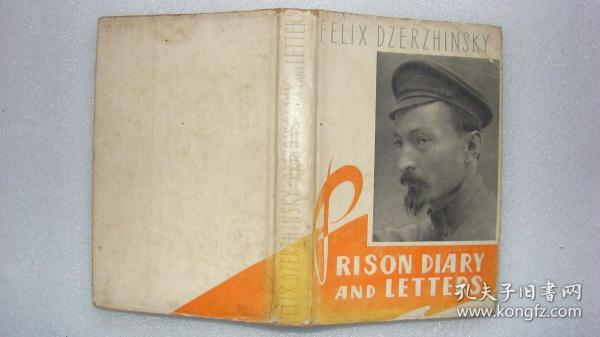 FELIX DZERZHINSKY
PRISON DIARY
AND LETTERS
FELIX DZERZHINSKY • PRISON DIARY AND LETTERS
孔夫子旧书网
www.kongfz.com